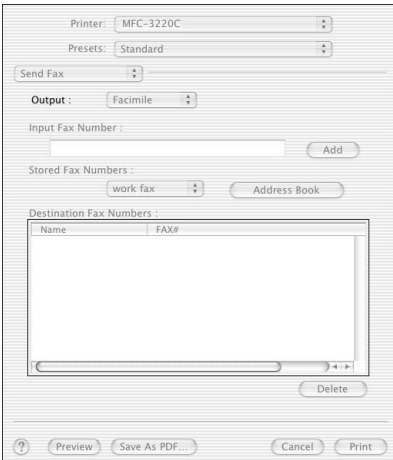 Printer: MFC-3220C
Presets: Standard
Send Fax
Output : Facimile
Input Fax Number :
Add
Stored Fax Numbers :
work fax Address Book
Destination Fax Numbers :
Name FAX#
Delete
? Preview Save As PDF... Cancel Print